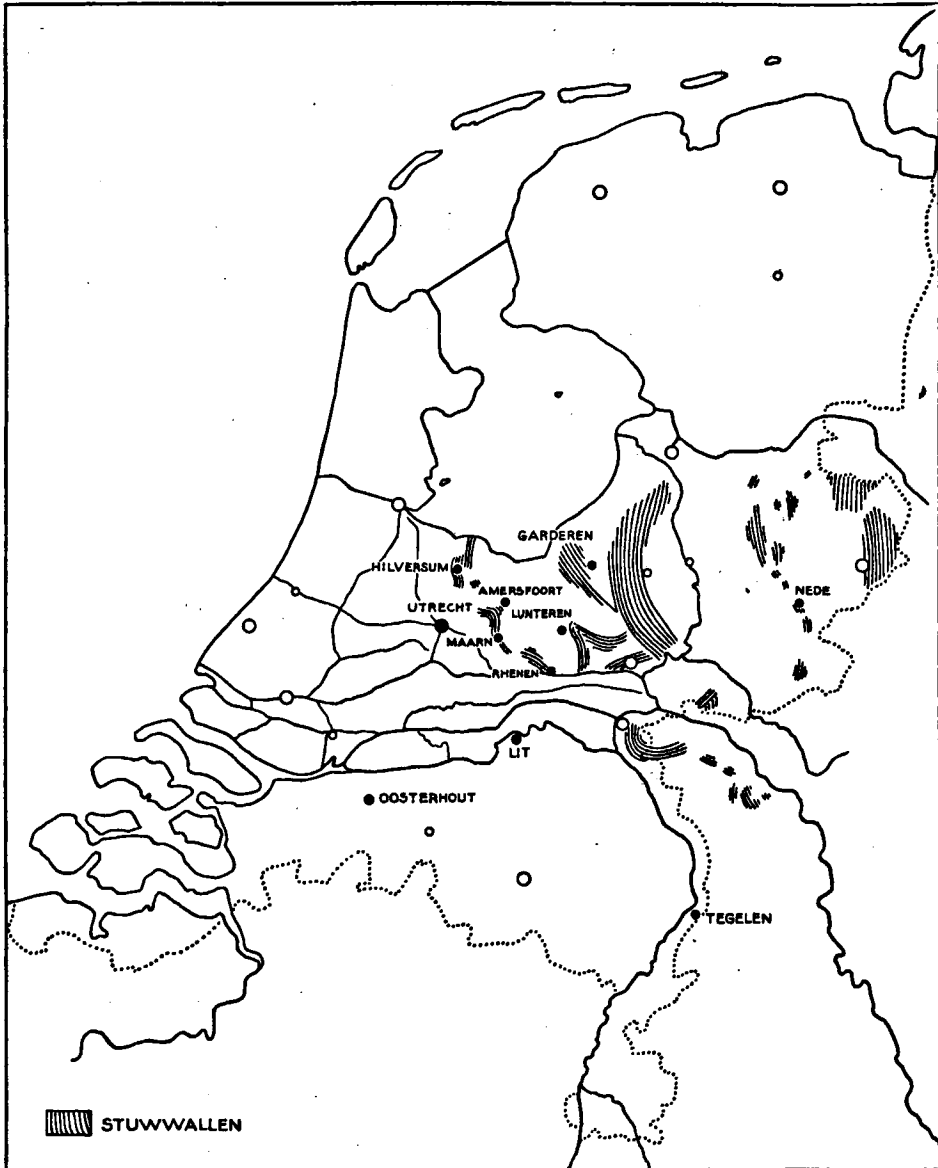 GARDEREN
HILVERSUM
AMERSFOORT
UTRECHT
LUNTEREN
NEDE
MAARN
RHENEN
LIT
OOSTERHOUT
TEGELEN
STUWWALLEN